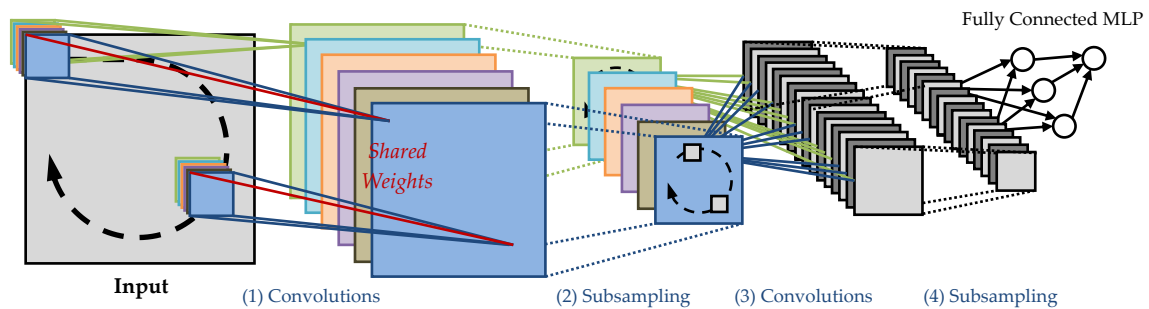 Fully Connected MLP
Shared
Weights
Input
(1) Convolutions
(2) Subsampling
(3) Convolutions
(4) Subsampling